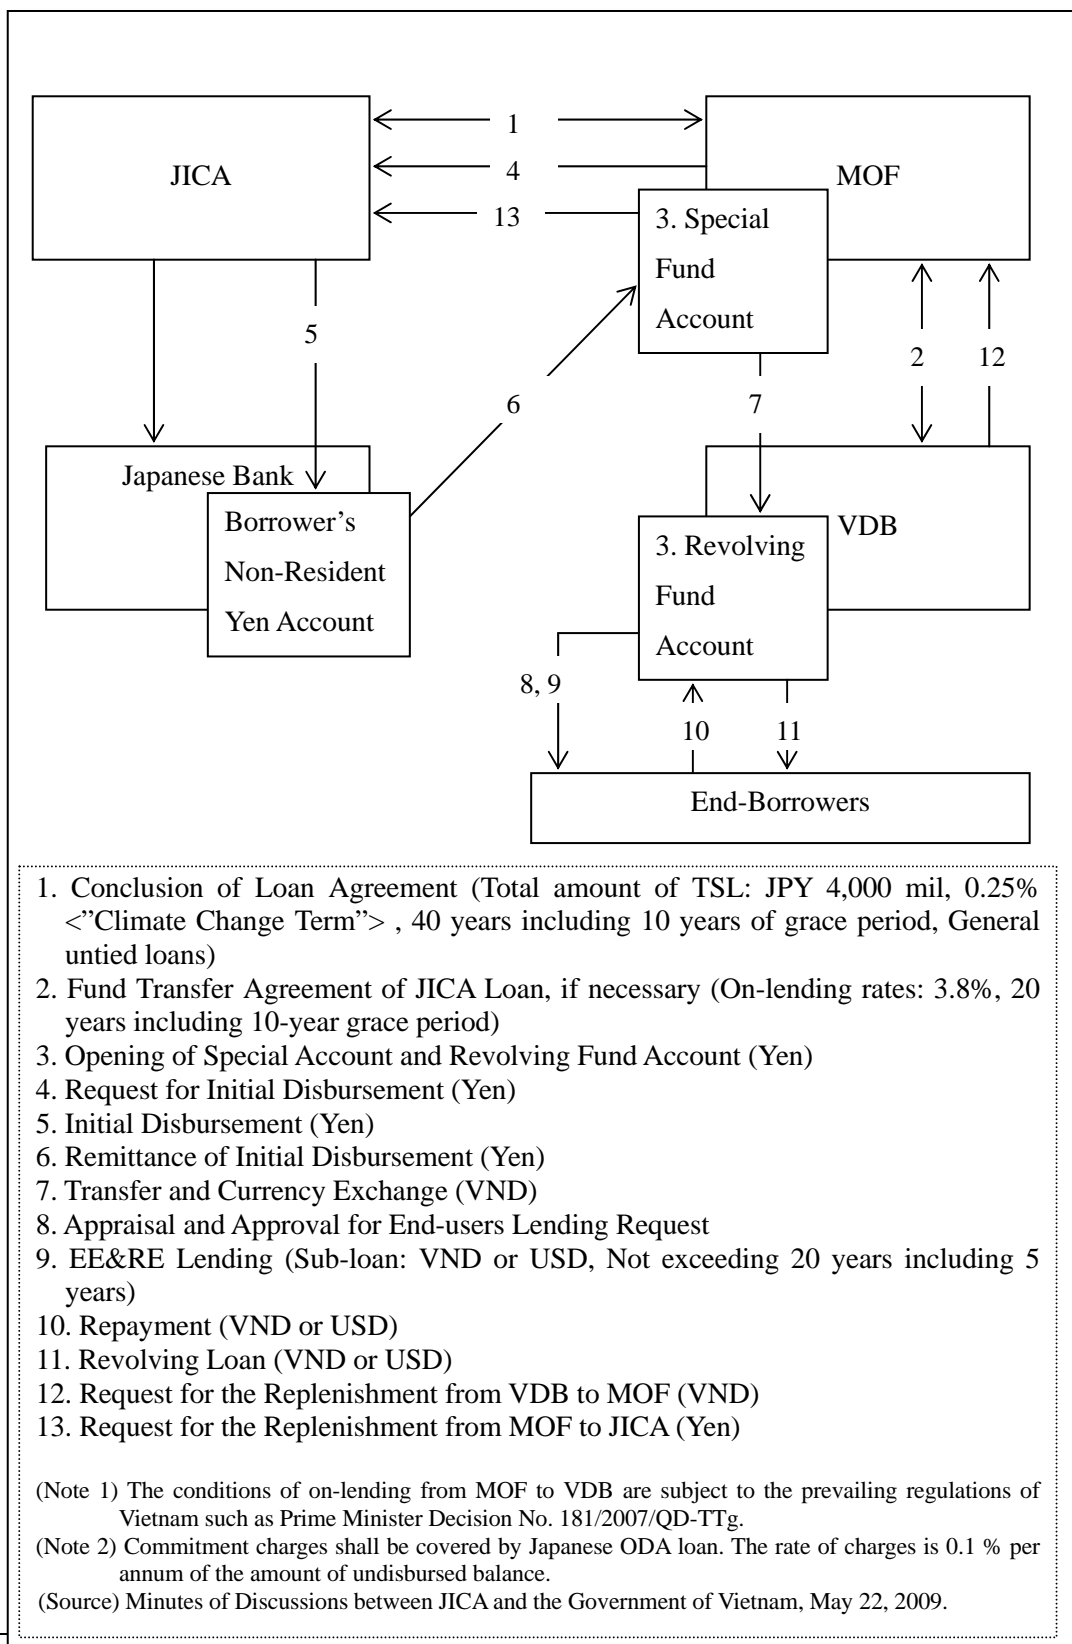 1
JICA
4
MOF
13
3. Special
Fund
Account
5
6
7
2
12
Japanese Bank
Borrower’s
Non-Resident
Yen Account
VDB
3. Revolving
Fund
Account
8, 9
10
11
End-Borrowers
1. Conclusion of Loan Agreement (Total amount of TSL: JPY 4,000 mil, 0.25%
<”Climate Change Term”> , 40 years including 10 years of grace period, General
untied loans)
2. Fund Transfer Agreement of JICA Loan, if necessary (On-lending rates: 3.8%, 20
years including 10-year grace period)
3. Opening of Special Account and Revolving Fund Account (Yen)
4. Request for Initial Disbursement (Yen)
5. Initial Disbursement (Yen)
6. Remittance of Initial Disbursement (Yen)
7. Transfer and Currency Exchange (VND)
8. Appraisal and Approval for End-users Lending Request
9. EE&RE Lending (Sub-loan: VND or USD, Not exceeding 20 years including 5
years)
10. Repayment (VND or USD)
11. Revolving Loan (VND or USD)
12. Request for the Replenishment from VDB to MOF (VND)
13. Request for the Replenishment from MOF to JICA (Yen)
(Note 1) The conditions of on-lending from MOF to VDB are subject to the prevailing regulations of
Vietnam such as Prime Minister Decision No. 181/2007/QD-TTg.
(Note 2) Commitment charges shall be covered by Japanese ODA loan. The rate of charges is 0.1 % per
annum of the amount of undisbursed balance.
(Source) Minutes of Discussions between JICA and the Government of Vietnam, May 22, 2009.